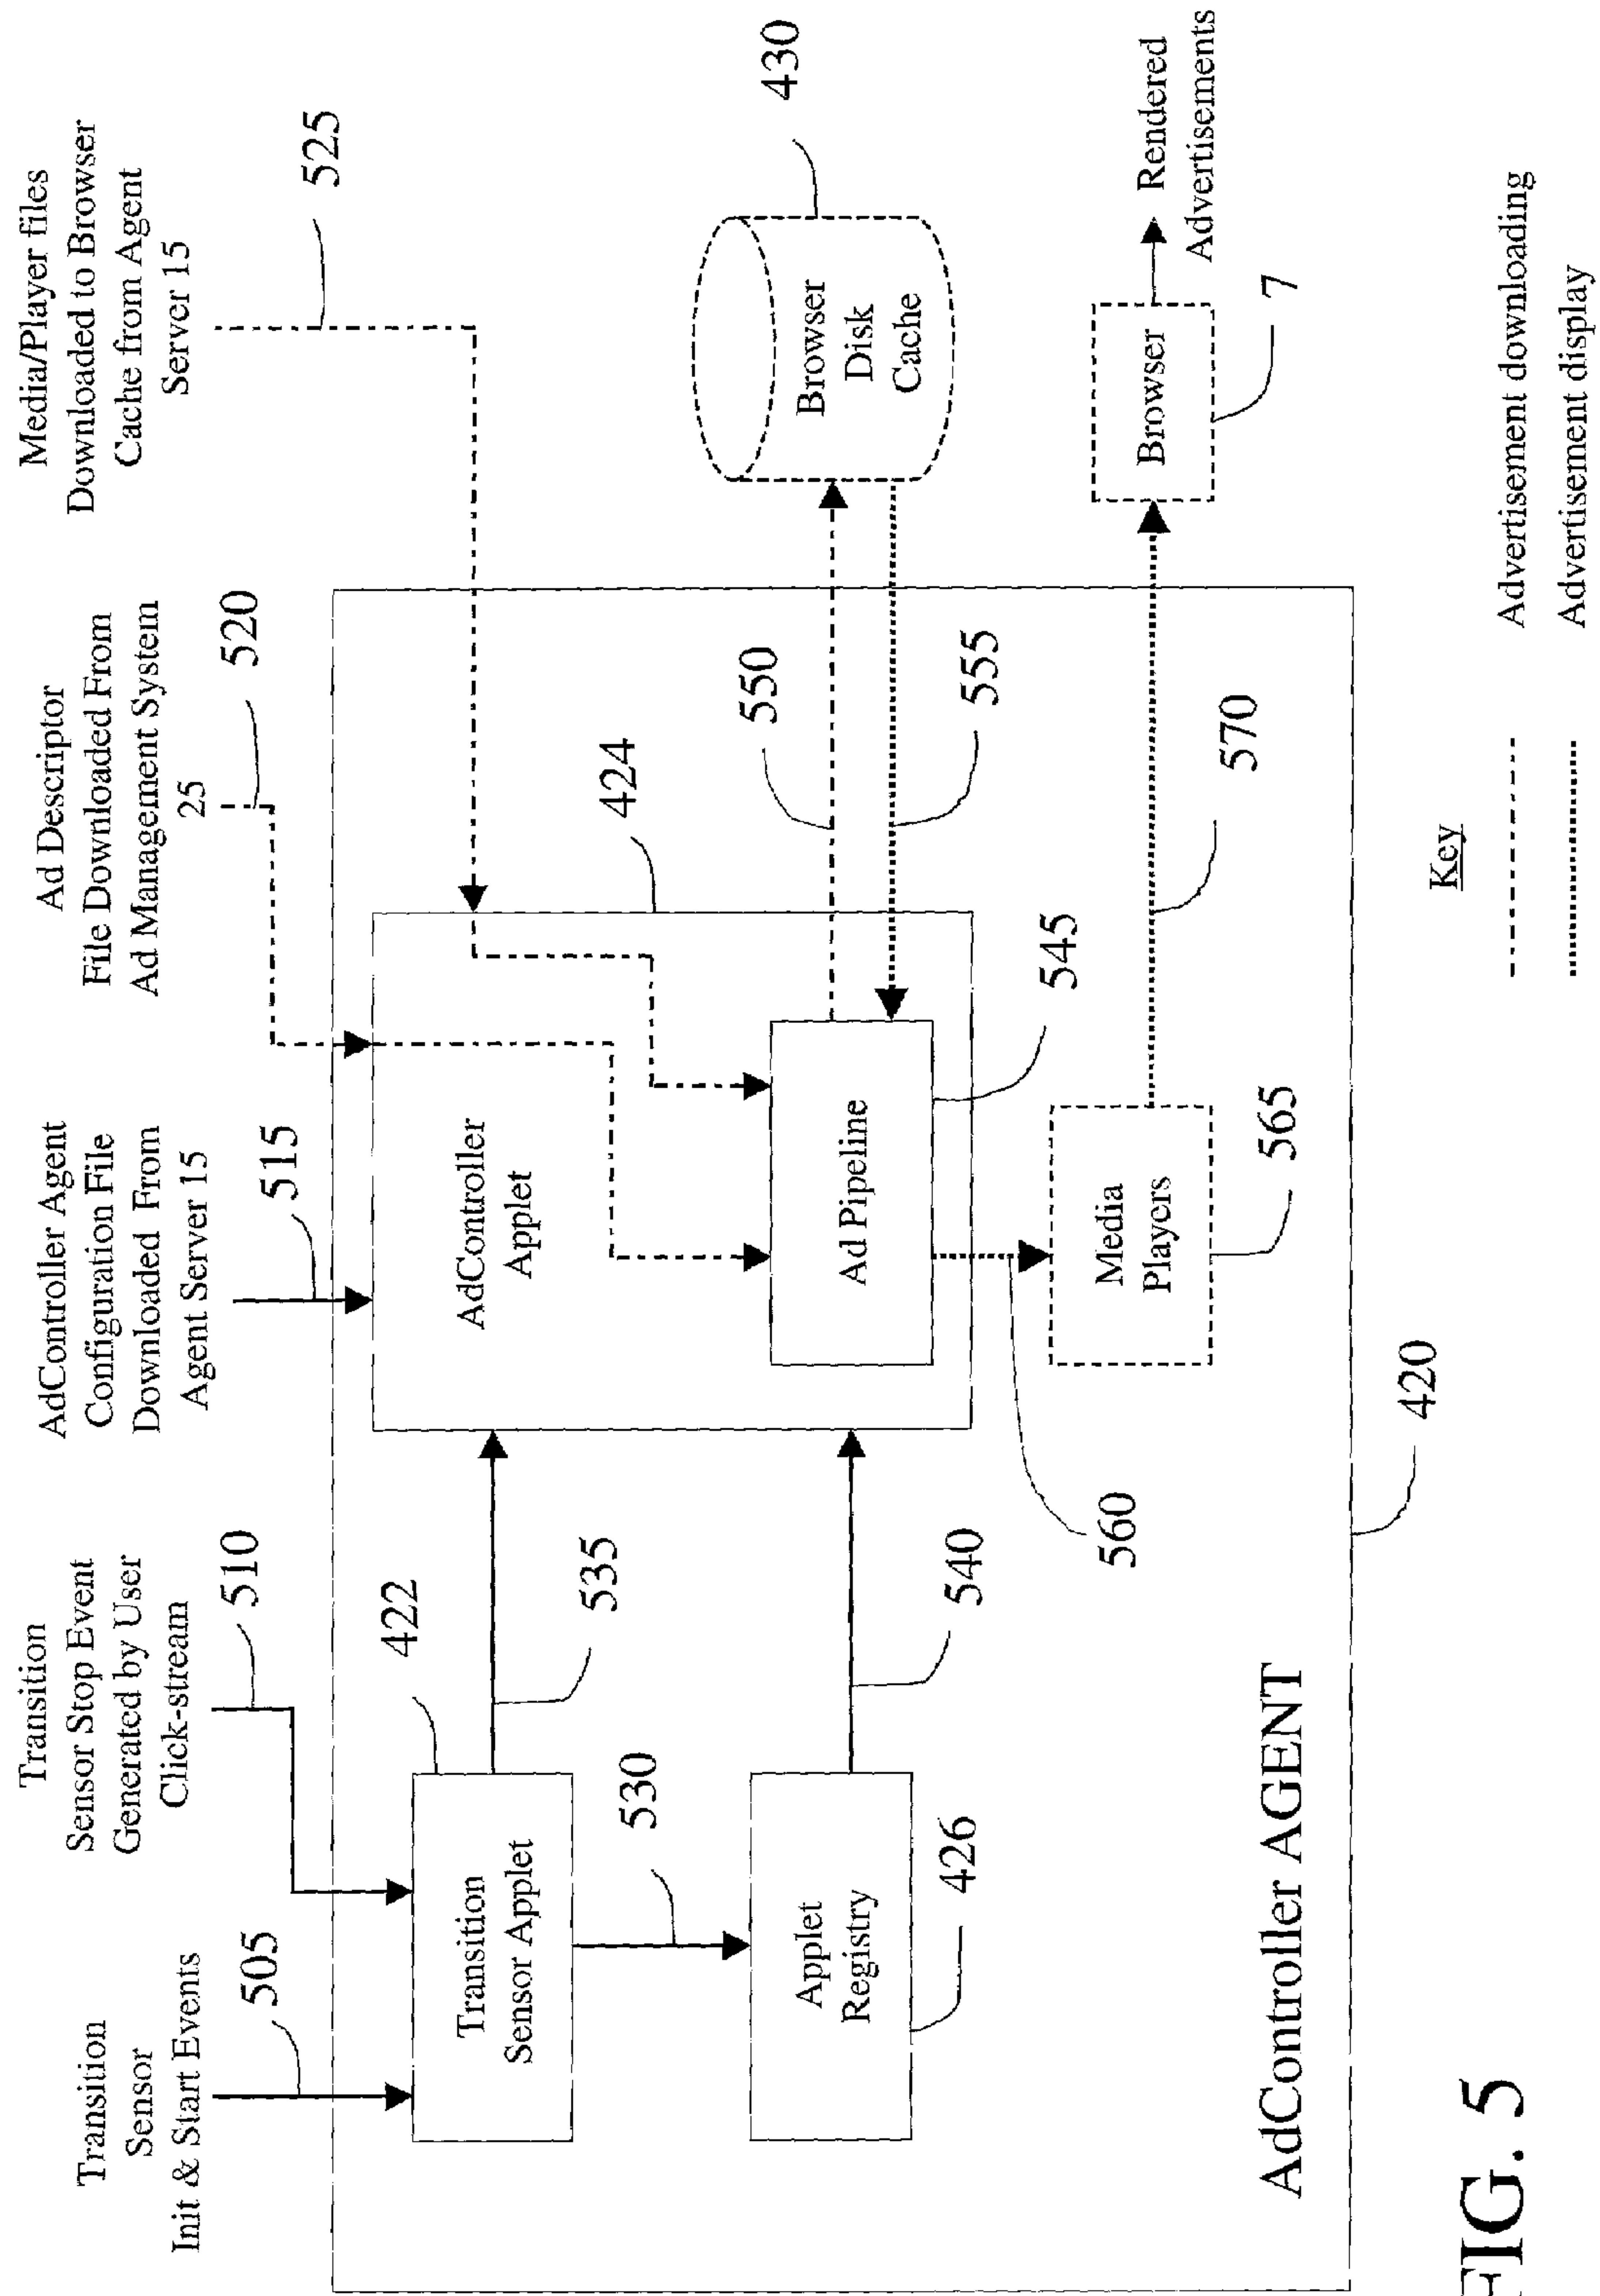 Transition
Sensor
Init & Start Events
505
Transition
Sensor Stop Event
Generated by User
Click-stream
510
AdController Agent
Configuration File
Downloaded From
Agent Server 15
515
Ad Descriptor
File Downloaded From
Ad Management System
25
520
Media/Player files
Downloaded to Browser
Cache from Agent
Server 15
525
422
Transition
Sensor Applet
535
530
Applet
Registry
426
540
AdController
Applet
424
Ad Pipeline
545
550
555
Browser
Disk
Cache
430
560
Media
Players
565
570
Browser
7
Rendered
Advertisements
AdController AGENT
420
Key
Advertisement downloading
Advertisement display
FIG. 5